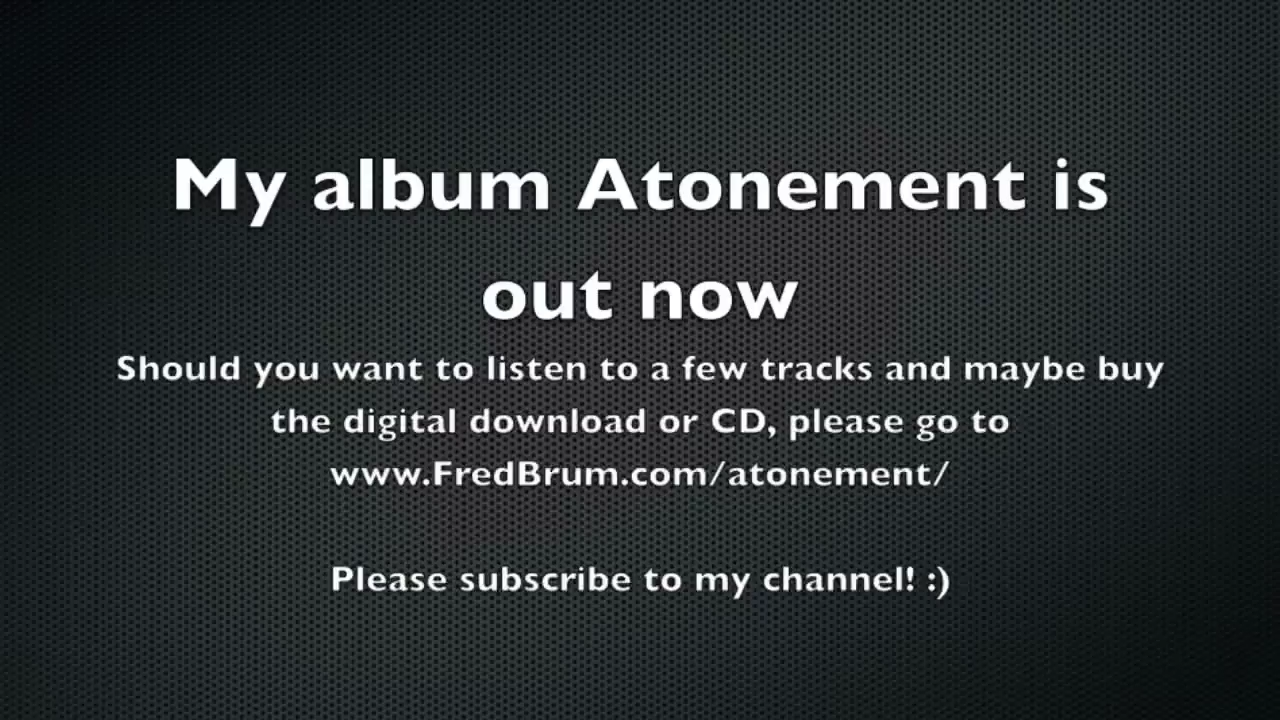 My album Atonement is
out now
Should you want to listen to a few tracks and maybe buy
the digital download or CD, please go to
www.FredBrum.com/atonement/
Please subscribe to my channel! :)